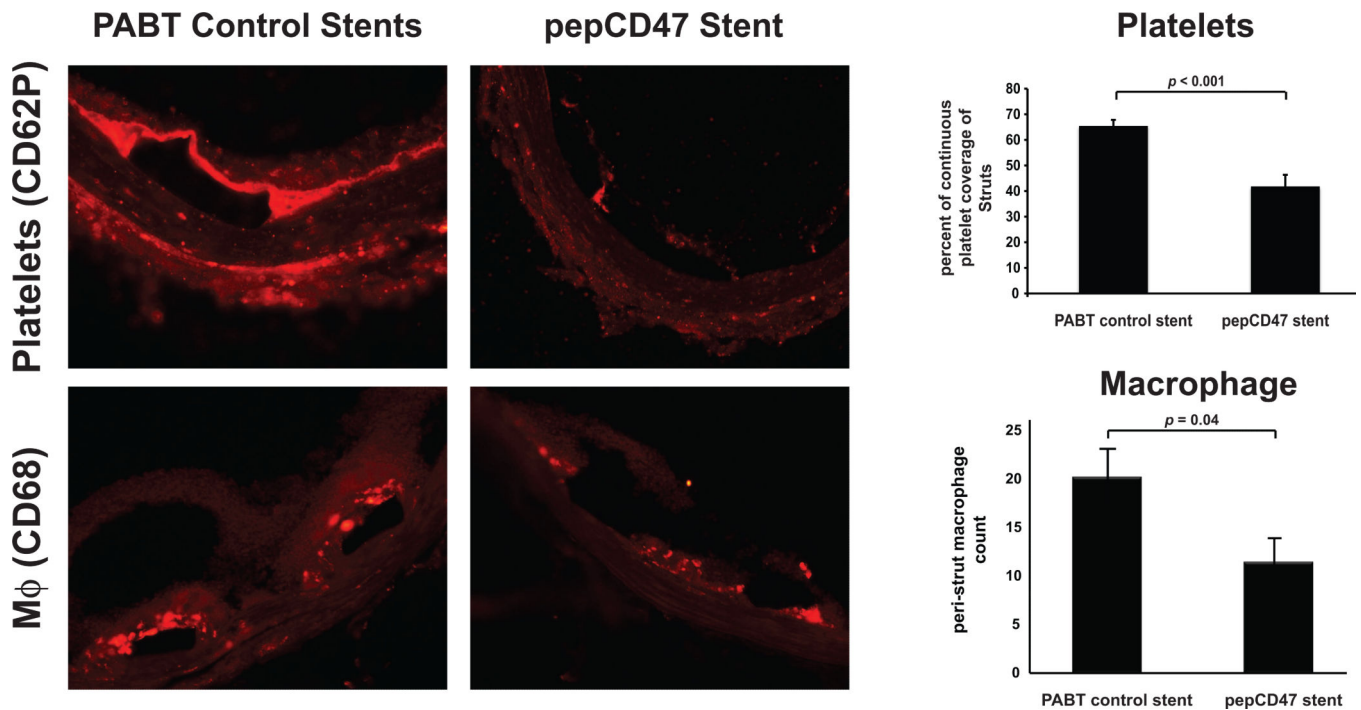 PABT Control Stents
pepCD47 Stent
Platelets (CD62P)
Mϕ (CD68)
Platelets
p < 0.001
percent of continuous
platelet coverage of
Struts
80
70
60
50
40
30
20
10
0
PABT control stent
pepCD47 stent
Macrophage
p = 0.04
peri-strut macrophage
count
25
20
15
10
5
0
PABT control stent
pepCD47 stent